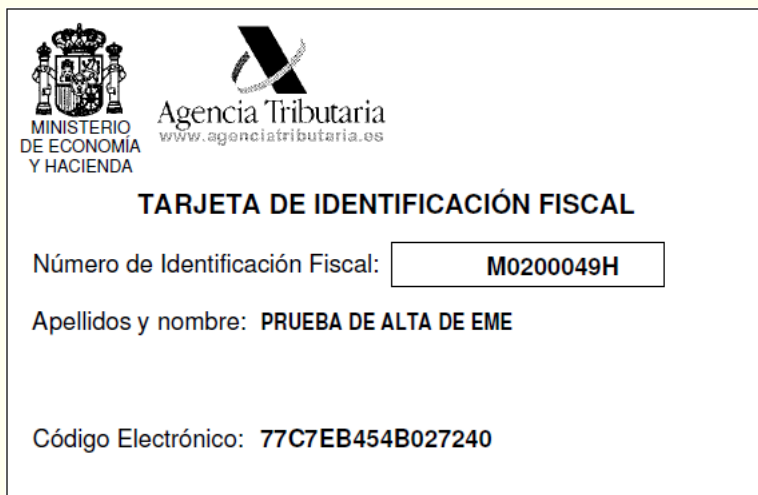 MINISTERIO
DE ECONOMÍA
Y HACIENDA
Agencia Tributaria
www.agenciatributaria.es
TARJETA DE IDENTIFICACIÓN FISCAL
Número de Identificación Fiscal: M0200049H
Apellidos y nombre: PRUEBA DE ALTA DE EME
Código Electrónico: 77C7EB454B027240